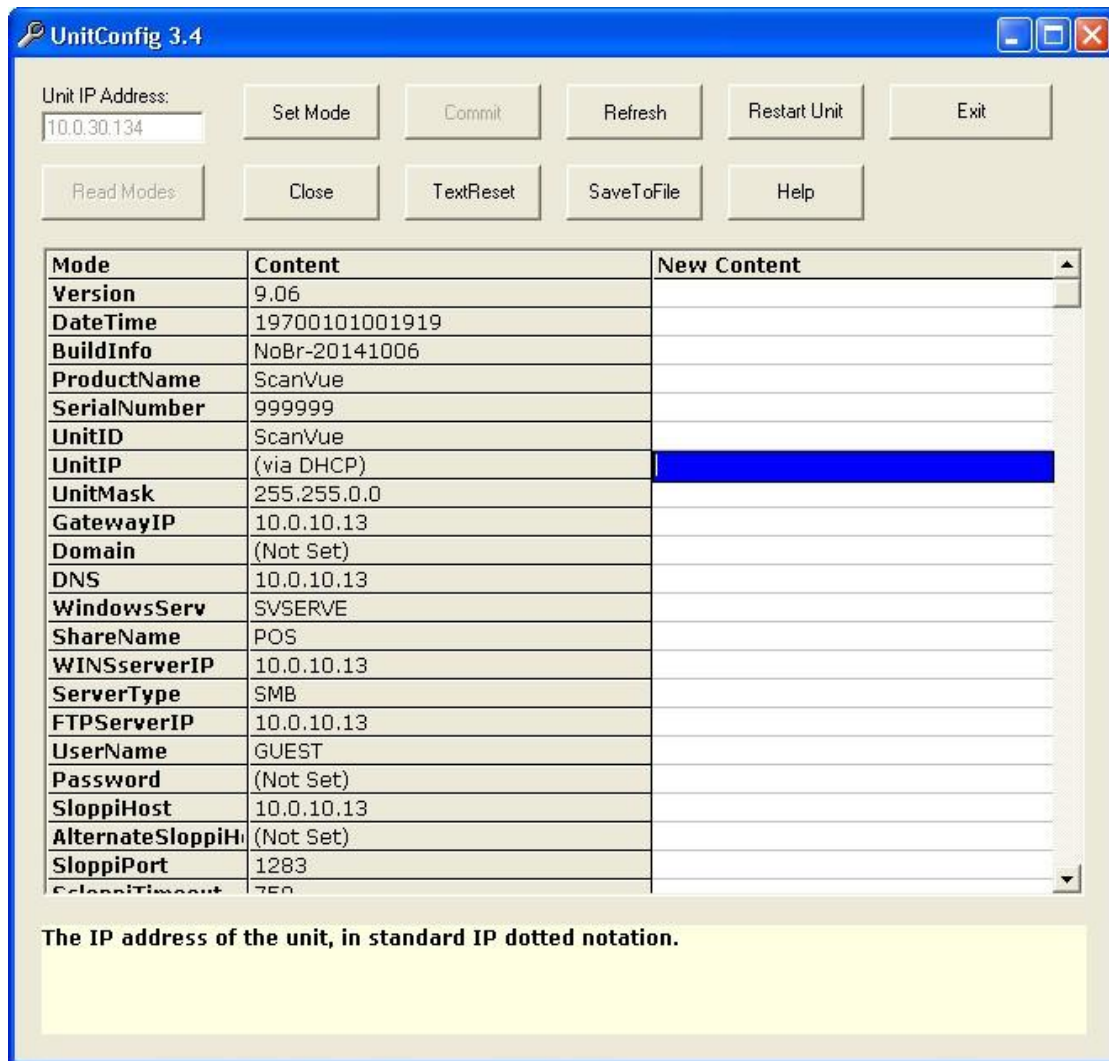 UnitConfig 3.4
Unit IP Address:
10.0.30.134
Set Mode
Commit
Refresh
Restart Unit
Exit
Read Modes
Close
TextReset
SaveToFile
Help
Mode Content New Content
Version 9.06
DateTime 19700101001919
BuildInfo NoBr-20141006
ProductName ScanVue
SerialNumber 999999
UnitID ScanVue
UnitIP (via DHCP)
UnitMask 255.255.0.0
GatewayIP 10.0.10.13
Domain (Not Set)
DNS 10.0.10.13
WindowsServ SVSERVE
ShareName POS
WINSserverIP 10.0.10.13
ServerType SMB
FTPServerIP 10.0.10.13
UserName GUEST
Password (Not Set)
SloppiHost 10.0.10.13
AlternateSloppiH (Not Set)
SloppiPort 1283
The IP address of the unit, in standard IP dotted notation.